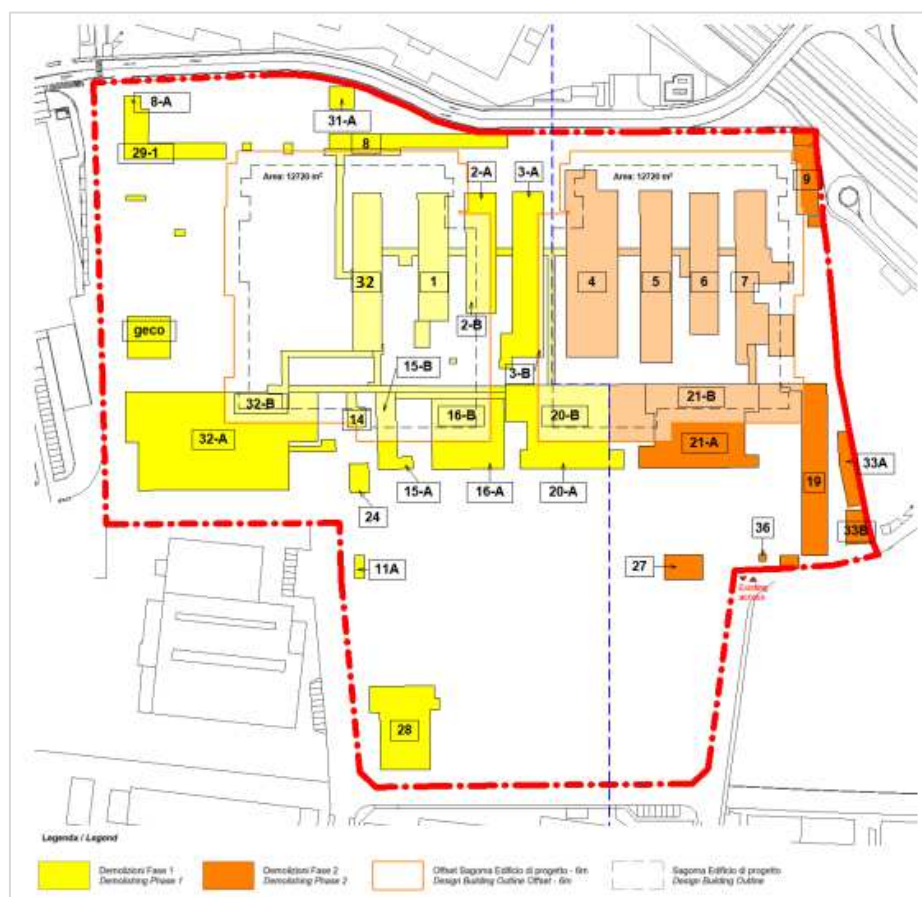 8-A
31-A
29-1
8
2-A
3-A
9
Area: 12720 m²
Area: 12720 m²
32
1
4
5
6
7
geco
2-B
15-B
3-B
32-B
14
16-B
20-B
21-B
32-A
21-A
33A
15-A
16-A
20-A
19
24
36
33B
11A
27
Existing
access
28
Legenda / Legend
Demolizioni Fase 1
Demolishing Phase 1
Demolizioni Fase 2
Demolishing Phase 2
Offset Sagoma Edificio di progetto - 6m
Design Building Outline Offset - 6m
Sagoma Edificio di progetto
Design Building Outline